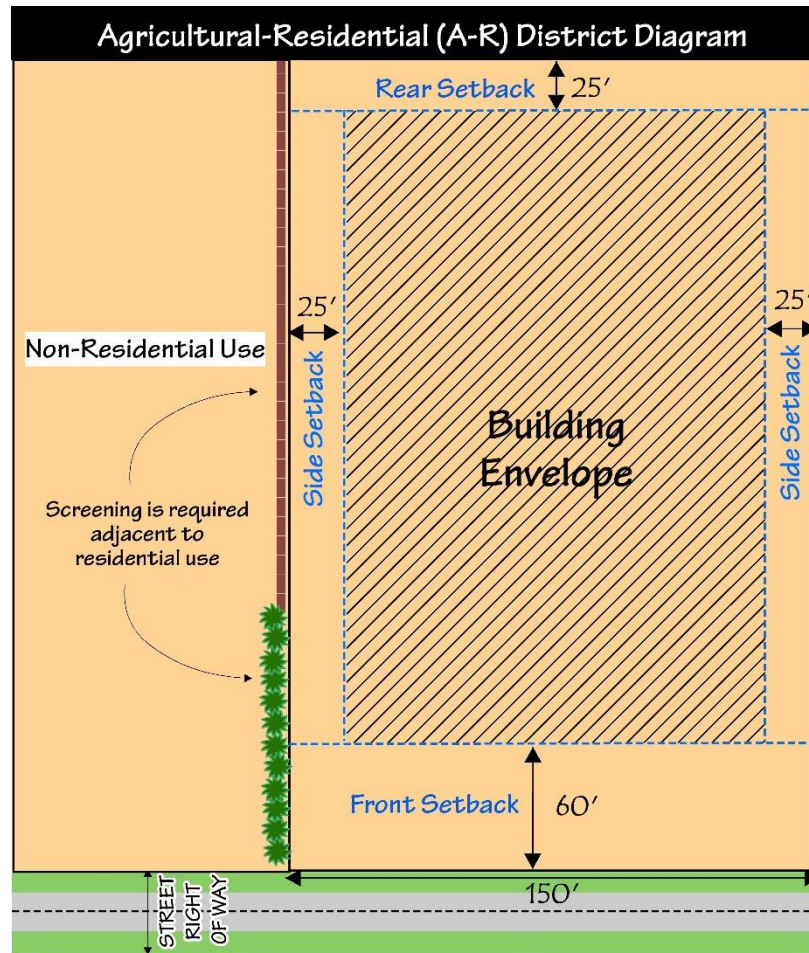 Agricultural-Residential (A-R) District Diagram
Rear Setback
25'
25'
25'
Non-Residential Use
Side Setback
Side Setback
Building
Envelope
Screening is required
adjacent to
residential use
Front Setback
60'
150'
STREET
RIGHT
OF WAY